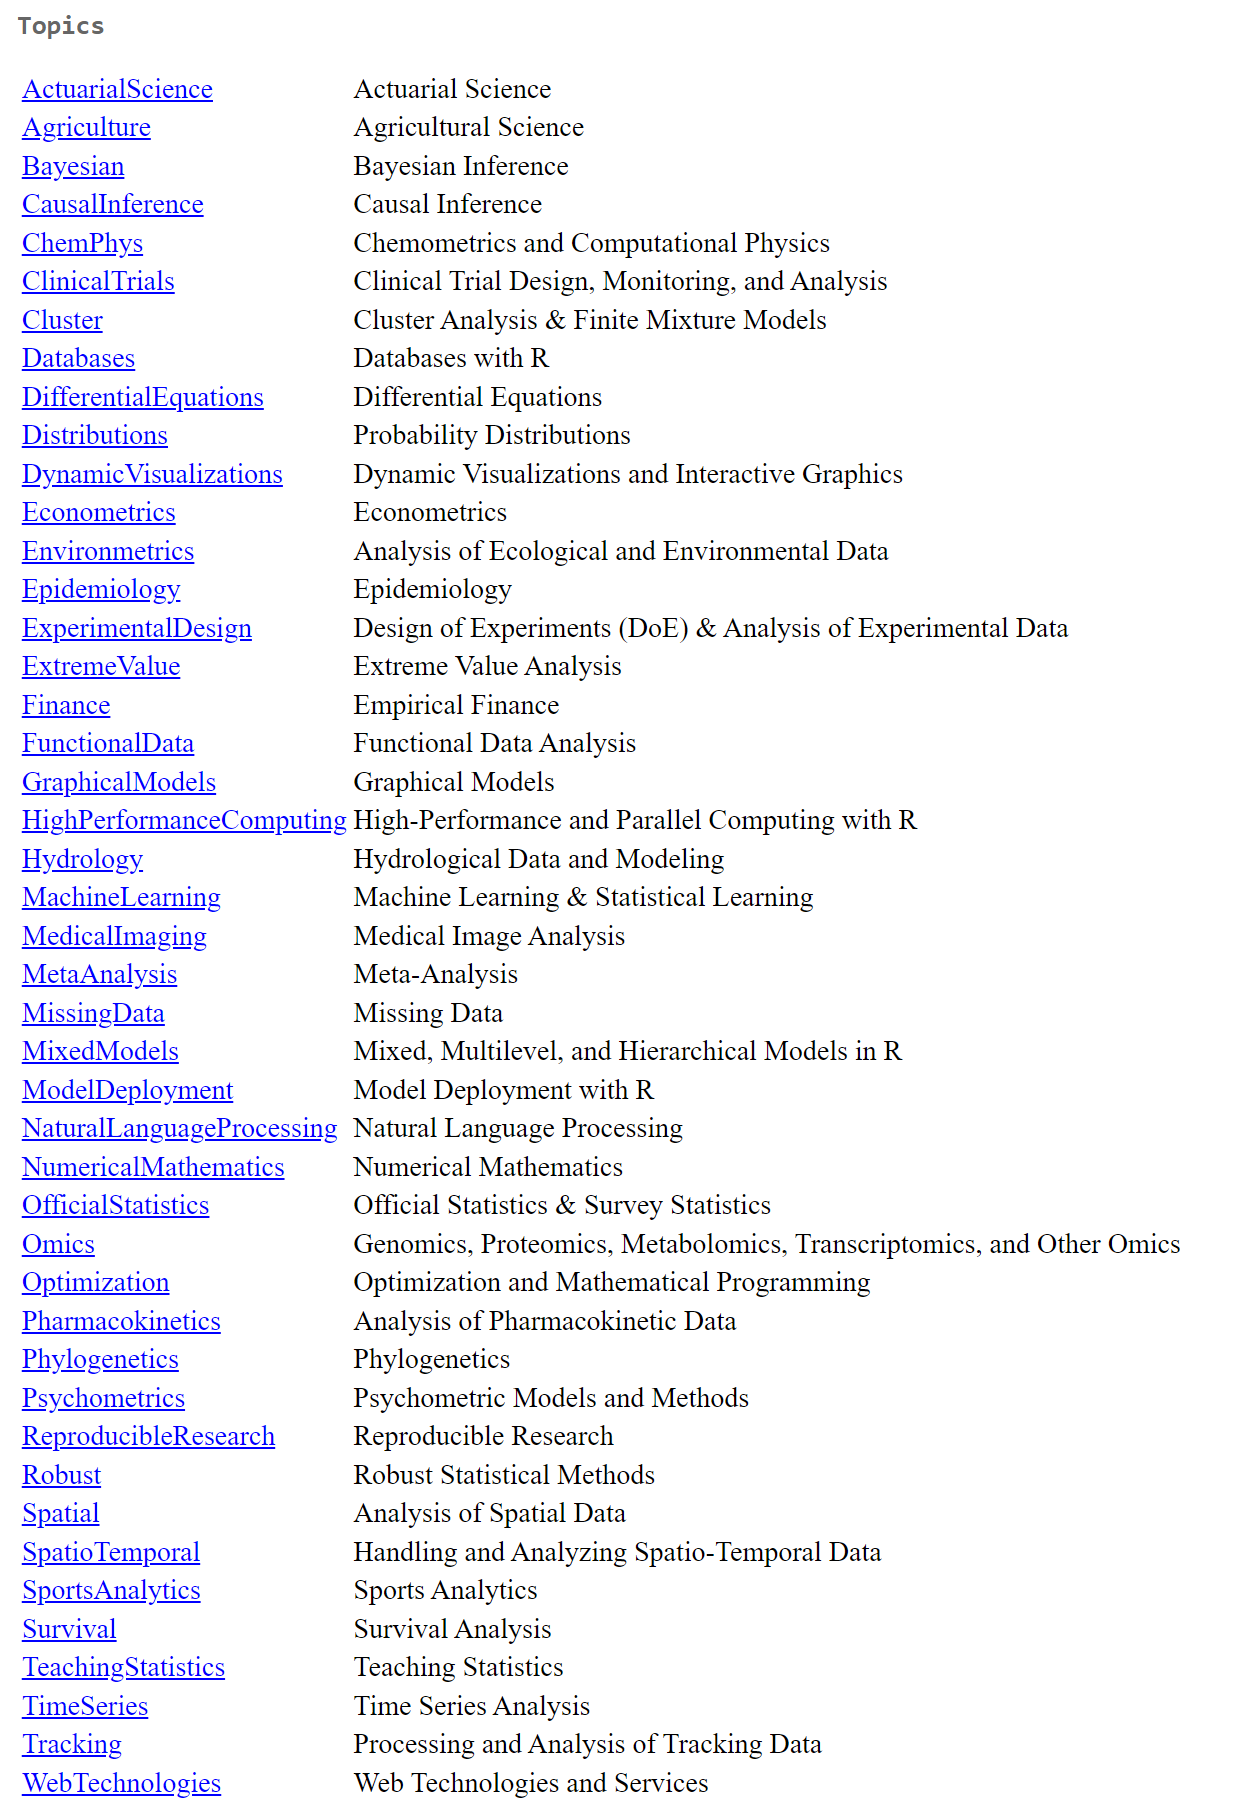 Topics
ActuarialScience Actuarial Science
Agriculture Agricultural Science
Bayesian Bayesian Inference
CausalInference Causal Inference
ChemPhys Chemometrics and Computational Physics
ClinicalTrials Clinical Trial Design, Monitoring, and Analysis
Cluster Cluster Analysis & Finite Mixture Models
Databases Databases with R
DifferentialEquations Differential Equations
Distributions Probability Distributions
DynamicVisualizations Dynamic Visualizations and Interactive Graphics
Econometrics Econometrics
Environmetrics Analysis of Ecological and Environmental Data
Epidemiology Epidemiology
ExperimentalDesign Design of Experiments (DoE) & Analysis of Experimental Data
ExtremeValue Extreme Value Analysis
Finance Empirical Finance
FunctionalData Functional Data Analysis
GraphicalModels Graphical Models
HighPerformanceComputing High-Performance and Parallel Computing with R
Hydrology Hydrological Data and Modeling
MachineLearning Machine Learning & Statistical Learning
MedicalImaging Medical Image Analysis
MetaAnalysis Meta-Analysis
MissingData Missing Data
MixedModels Mixed, Multilevel, and Hierarchical Models in R
ModelDeployment Model Deployment with R
NaturalLanguageProcessing Natural Language Processing
NumericalMathematics Numerical Mathematics
OfficialStatistics Official Statistics & Survey Statistics
Omics Genomics, Proteomics, Metabolomics, Transcriptomics, and Other Omics
Optimization Optimization and Mathematical Programming
Pharmacokinetics Analysis of Pharmacokinetic Data
Phylogenetics Phylogenetics
Psychometrics Psychometric Models and Methods
ReproducibleResearch Reproducible Research
Robust Robust Statistical Methods
Spatial Analysis of Spatial Data
SpatioTemporal Handling and Analyzing Spatio-Temporal Data
SportsAnalytics Sports Analytics
Survival Survival Analysis
TeachingStatistics Teaching Statistics
TimeSeries Time Series Analysis
Tracking Processing and Analysis of Tracking Data
WebTechnologies Web Technologies and Services